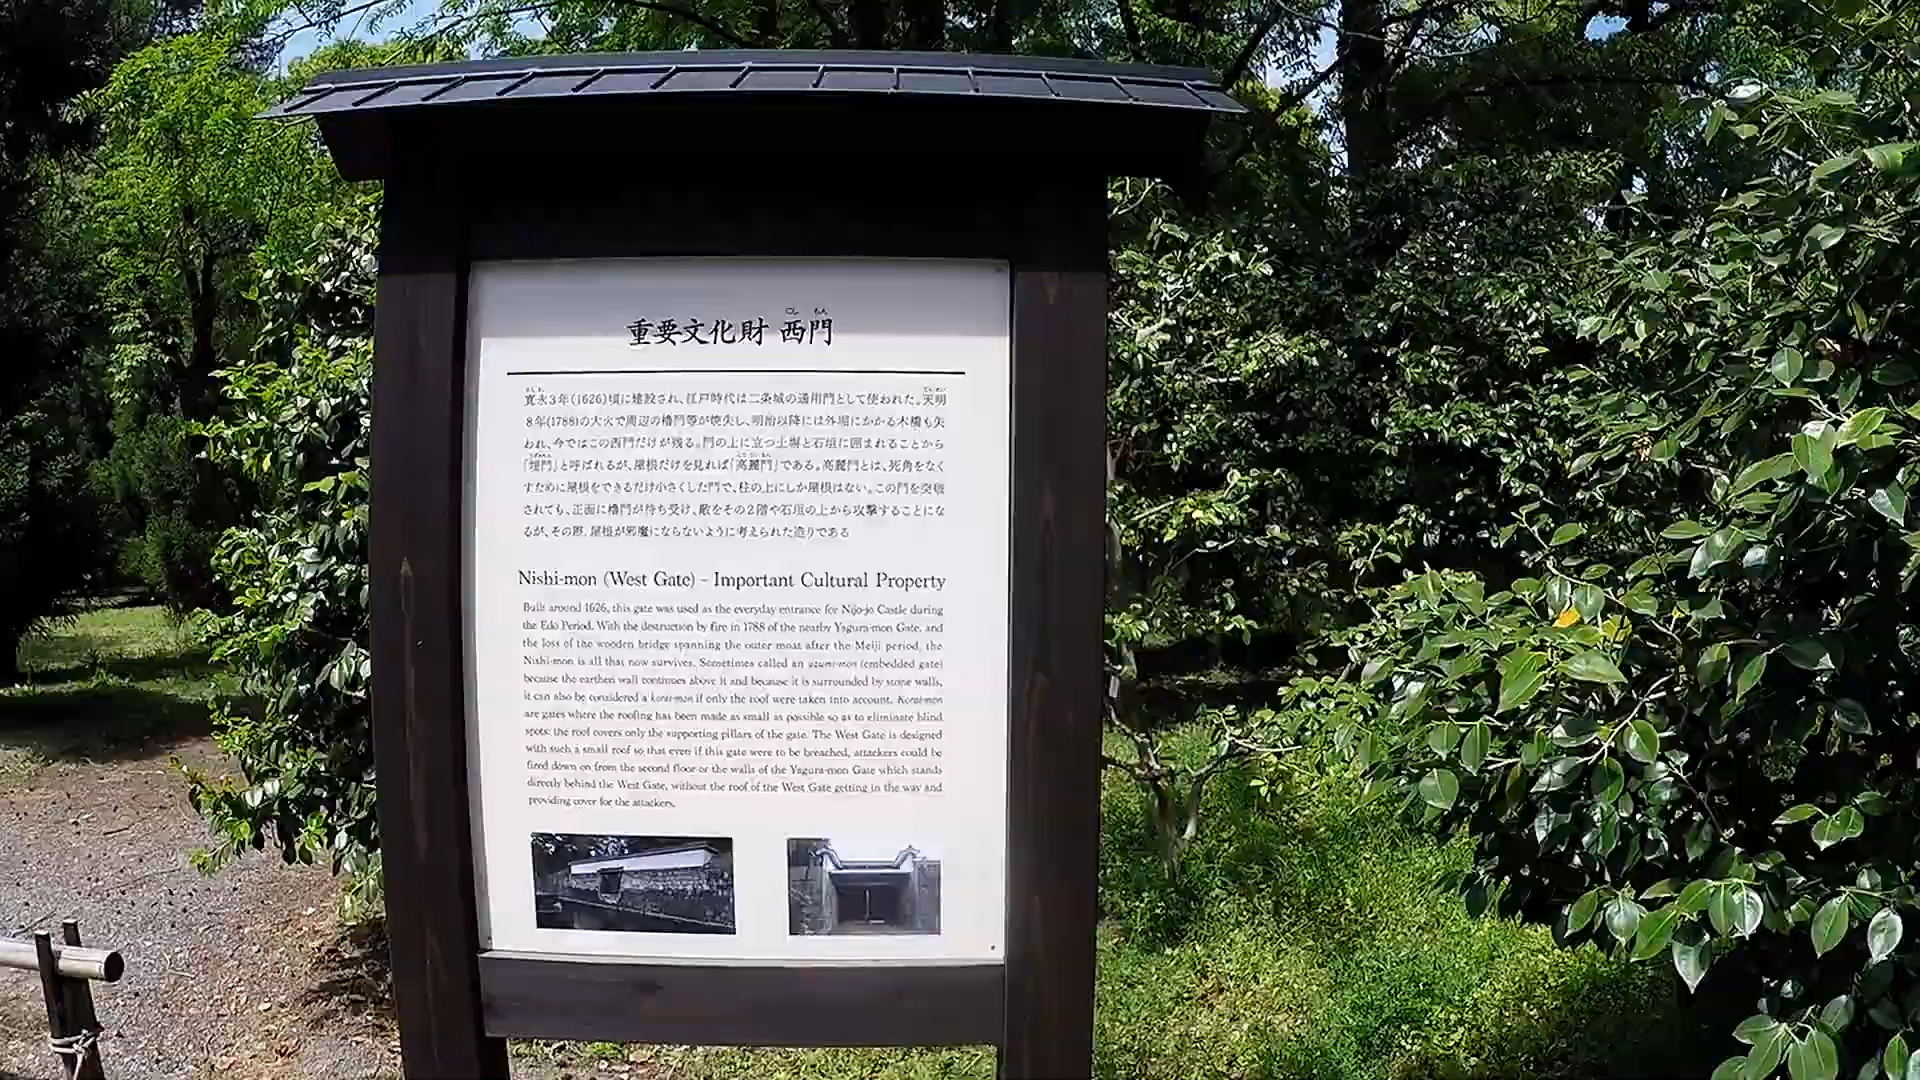 重要文化財 西門
寛永3年(1626)頃に建設され、江戸時代は二条城の通用門として使われた。天明
8年(1788)の大火で周辺の櫓門等が焼失し、明治以降には外堀にかかる木橋も失
われ、今ではこの西門だけが残る。門の上に立つ土塀と石垣に囲まれることから
「埋門」と呼ばれるが、屋根だけを見れば「高麗門」である。高麗門とは、死角をなく
すために屋根をできるだけ小さくした門で、柱の上にしか屋根はない。この門を突破
されても、正面に櫓門が待ち受け、敵をその2階や石垣の上から攻撃することにな
るが、その際、屋根が邪魔にならないように考えられた造りである
Nishi-mon (West Gate) - Important Cultural Property
Built around 1626, this gate was used as the everyday entrance for Nijo-jo Castle during
the Edo Period. With the destruction by fire in 1788 of the nearby Yagura-mon Gate, and
the loss of the wooden bridge spanning the outer moat after the Meiji period, the
Nishi-mon is all that now survives. Sometimes called an uzumi-mon (embedded gate)
because the earthen wall continues above it and because it is surrounded by stone walls,
it can also be considered a korai-mon if only the roof were taken into account. Korai-mon
are gates where the roofing has been made as small as possible so as to eliminate blind
spots: the roof covers only the supporting pillars of the gate. The West Gate is designed
with such a small roof so that even if this gate were to be breached, attackers could be
fired down on from the second floor or the walls of the Yagura-mon Gate which stands
directly behind the West Gate, without the roof of the West Gate getting in the way and
providing cover for the attackers.